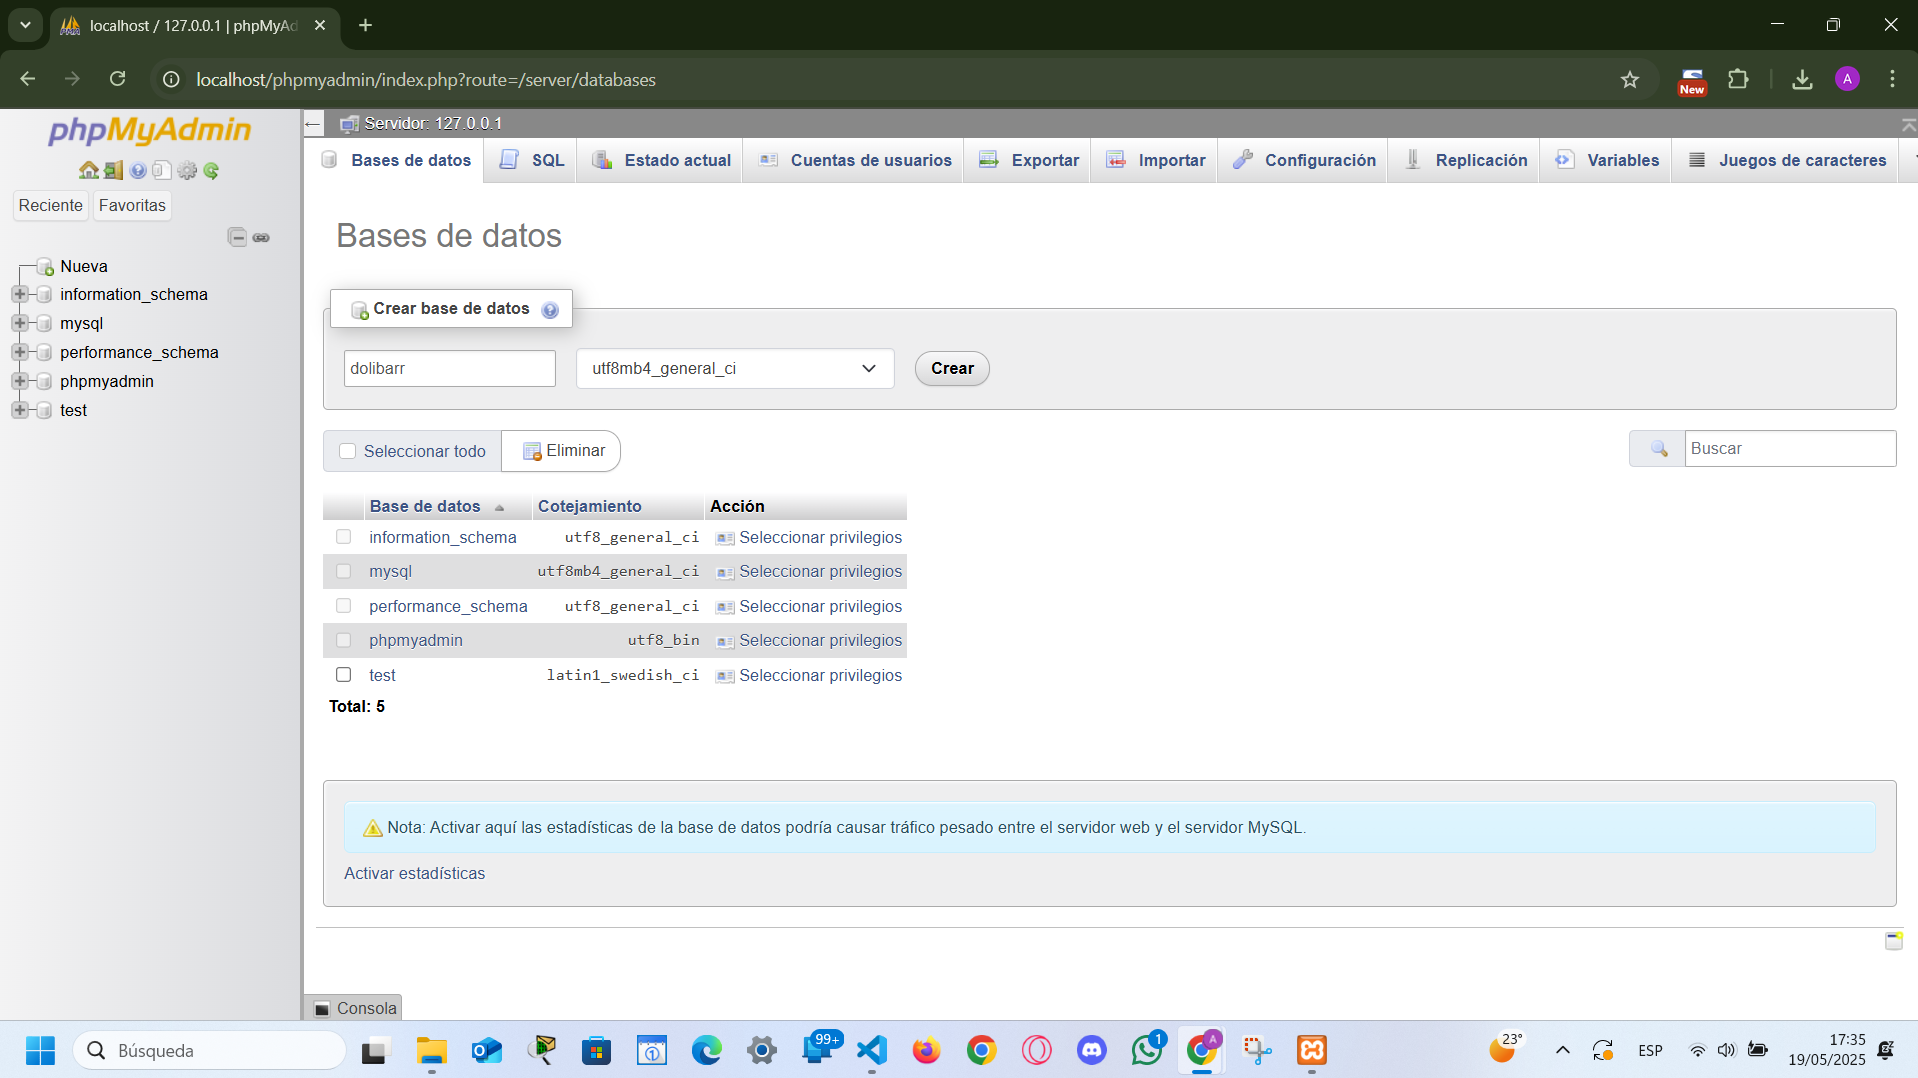 localhost / 127.0.0.1 | phpMyAd
localhost/phpmyadmin/index.php?route=/server/databases
New
A
phpMyAdmin
Reciente
Favoritas
Nueva
information_schema
mysql
performance_schema
phpmyadmin
test
Servidor: 127.0.0.1
Bases de datos
SQL
Estado actual
Cuentas de usuarios
Exportar
Importar
Configuración
Replicación
Variables
Juegos de caracteres
Bases de datos
Crear base de datos
dolibarr
utf8mb4_general_ci
Crear
Seleccionar todo
Eliminar
Buscar
Base de datos Cotejamiento Acción
information_schema utf8_general_ci Seleccionar privilegios
mysql utf8mb4_general_ci Seleccionar privilegios
performance_schema utf8_general_ci Seleccionar privilegios
phpmyadmin utf8_bin Seleccionar privilegios
test latin1_swedish_ci Seleccionar privilegios
Total: 5
Nota: Activar aquí las estadísticas de la base de datos podría causar tráfico pesado entre el servidor web y el servidor MySQL.
Activar estadísticas
Consola
Búsqueda
99+
1
A
23°
ESP
17:35
19/05/2025